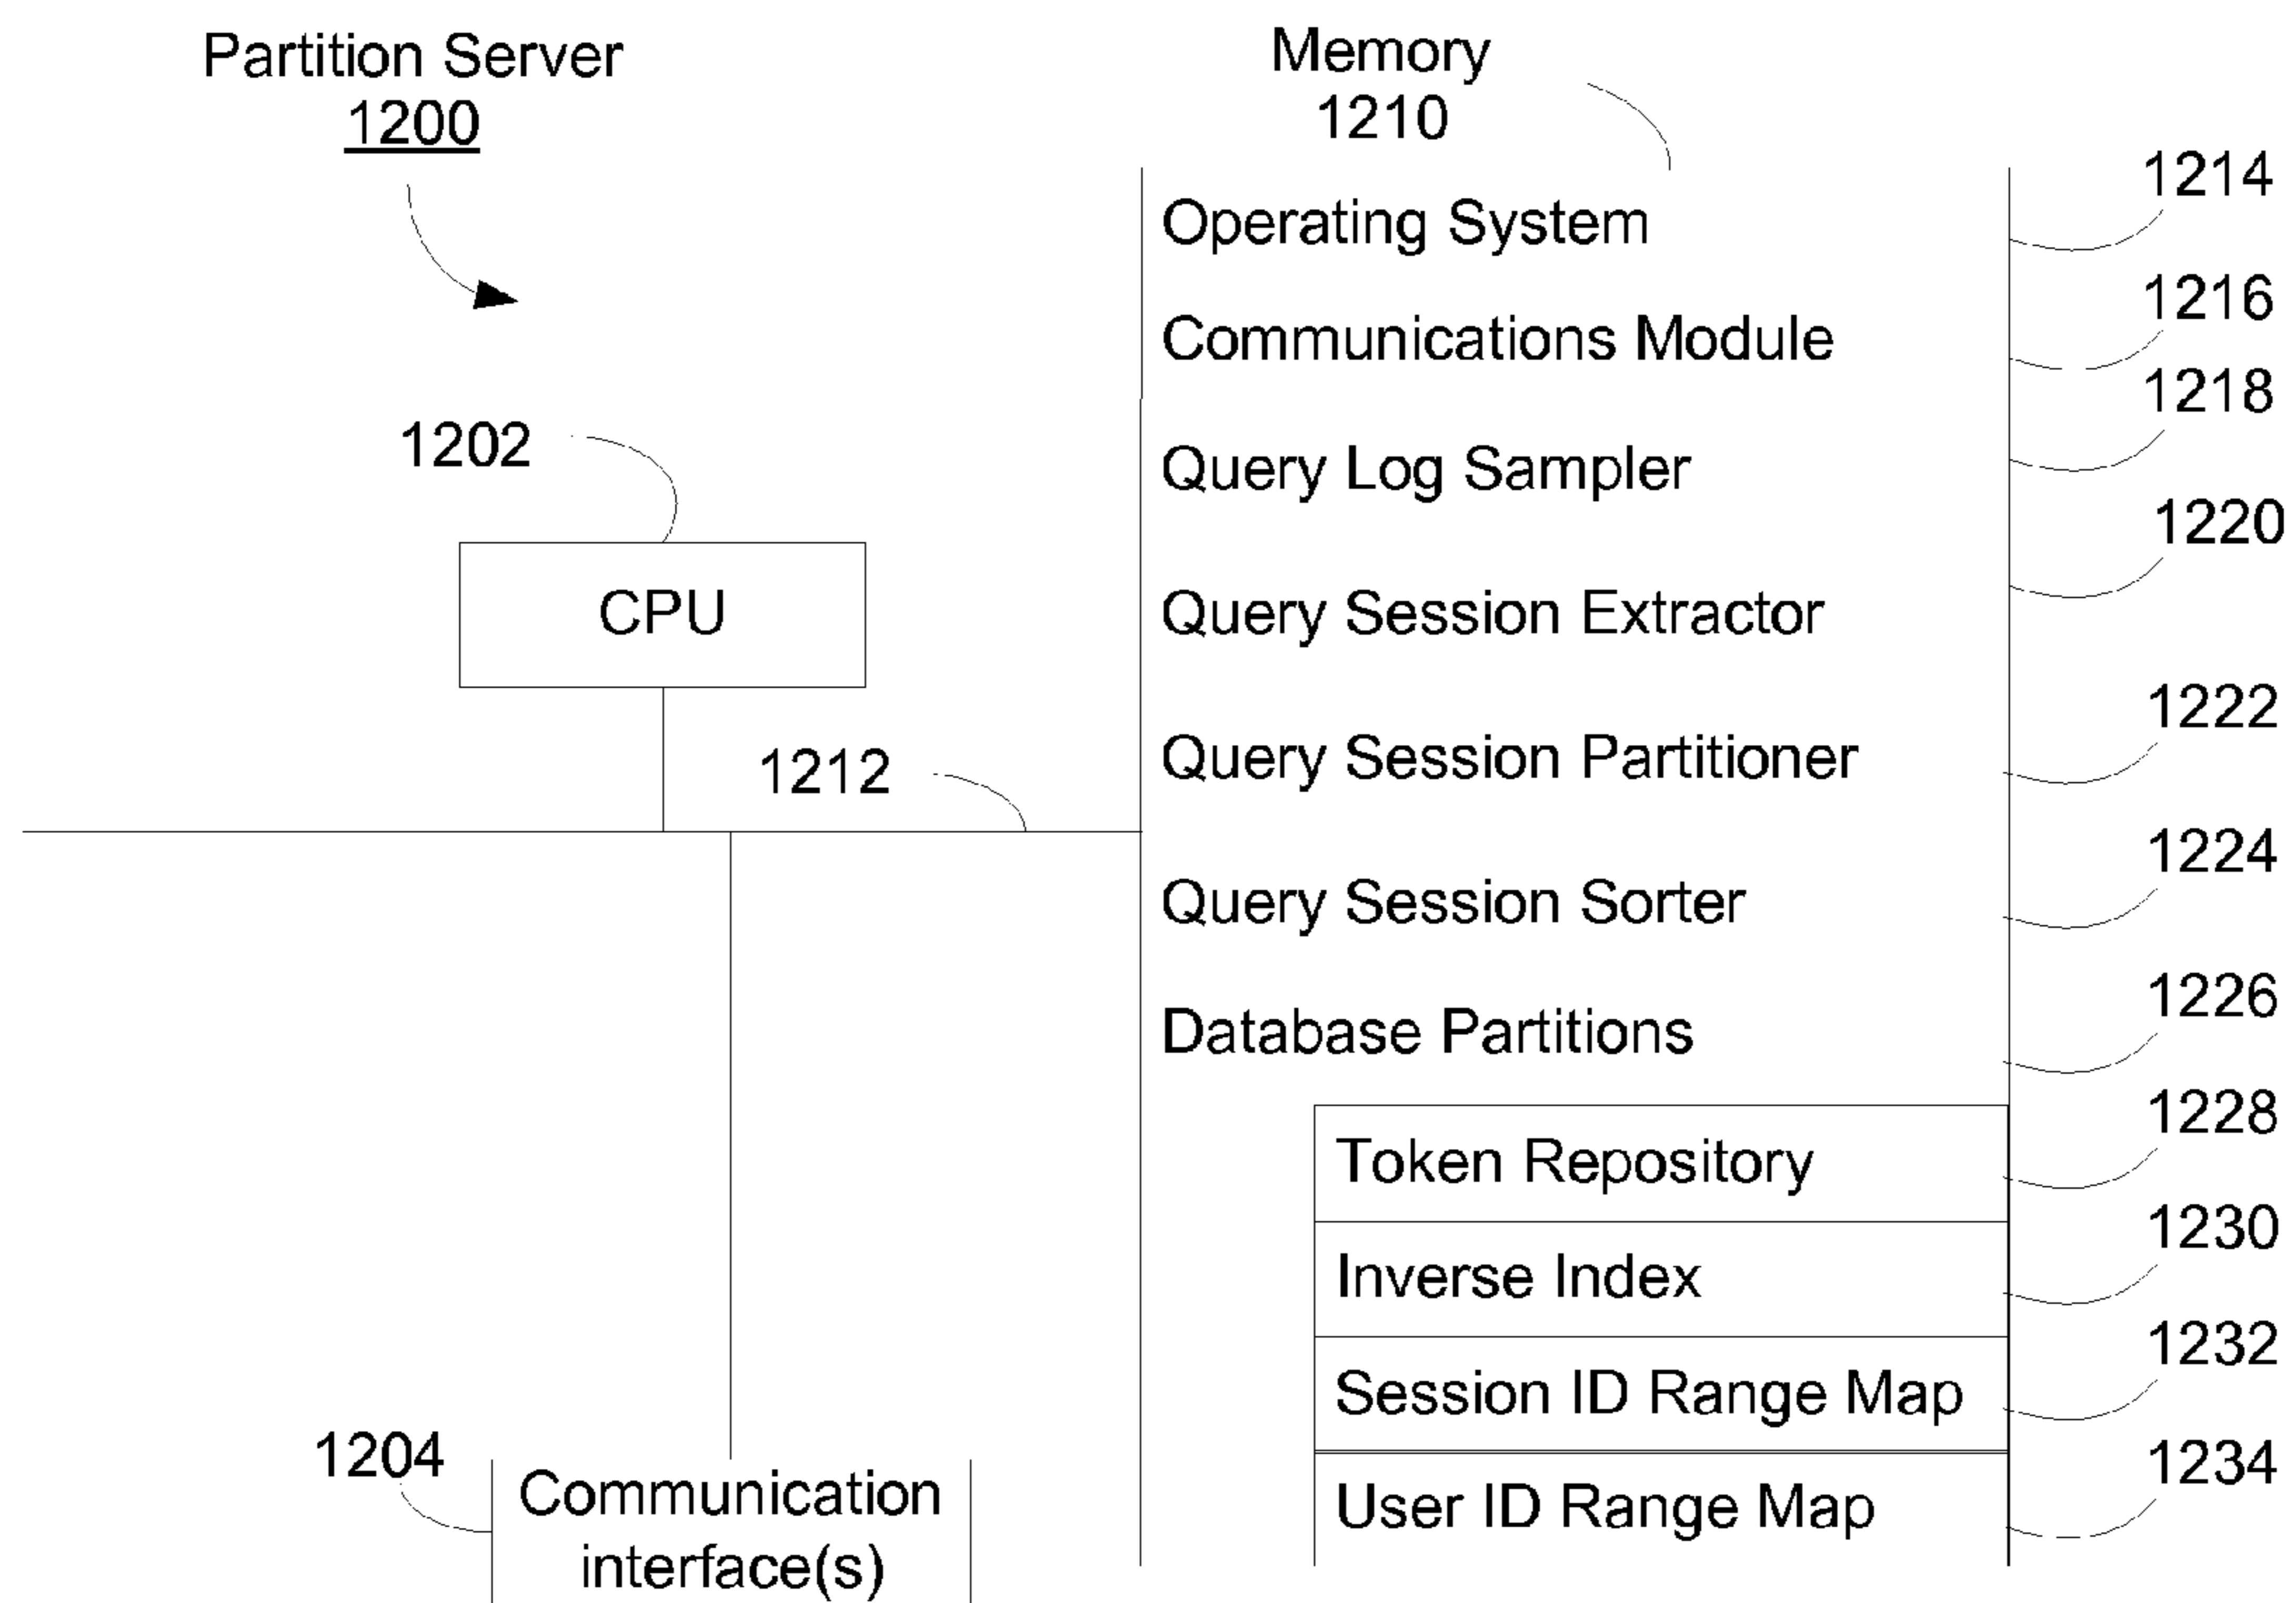 Partition Server
1200
Memory
1210
Operating System
1214
Communications Module
1216
Query Log Sampler
1218
1202
CPU
Query Session Extractor
1220
Query Session Partitioner
1222
1212
Query Session Sorter
1224
Database Partitions
1226
Token Repository
1228
Inverse Index
1230
Session ID Range Map
1232
User ID Range Map
1234
1204
Communication
interface(s)